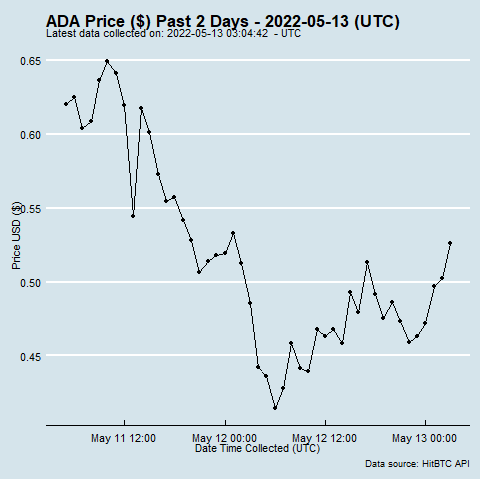 ADA Price ($) Past 2 Days - 2022-05-13 (UTC)
Latest data collected on: 2022-05-13 03:04:42 - UTC
0.65
0.60
0.55
0.50
0.45
Price USD ($)
May 11 12:00
May 12 00:00
May 12 12:00
May 13 00:00
Date Time Collected (UTC)
Data source: HitBTC API